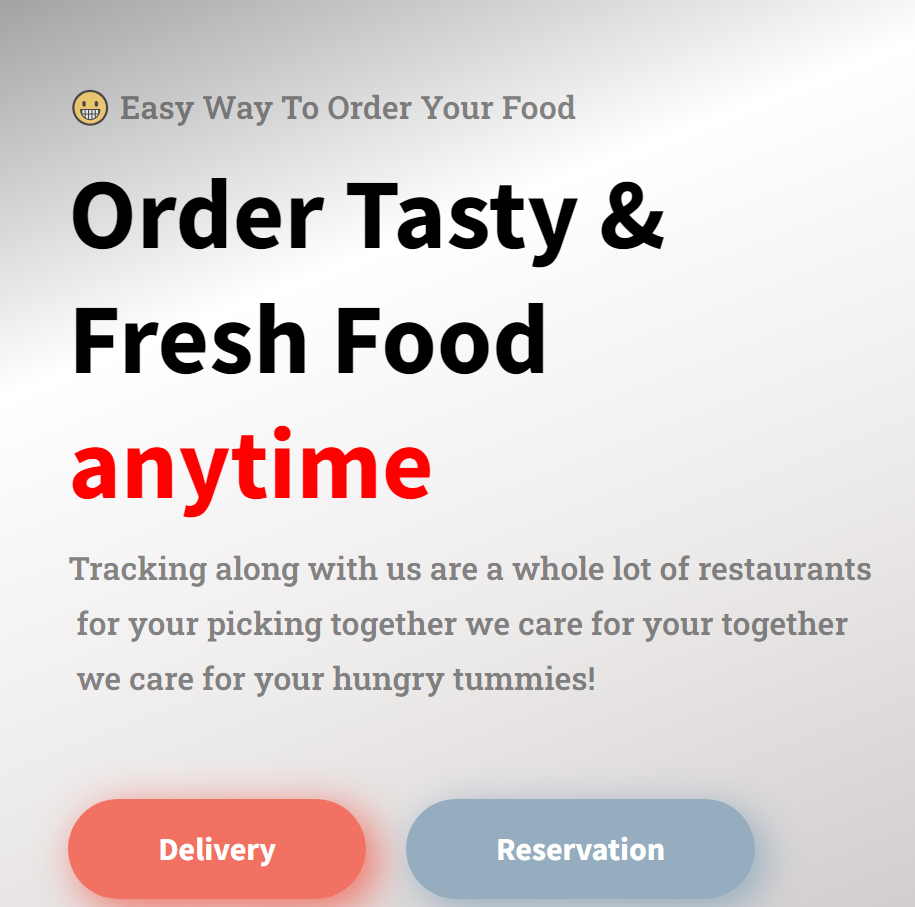 Easy Way To Order Your Food
Order Tasty &
Fresh Food
anytime
Tracking along with us are a whole lot of restaurants
for your picking together we care for your together
we care for your hungry tummies!
Delivery
Reservation